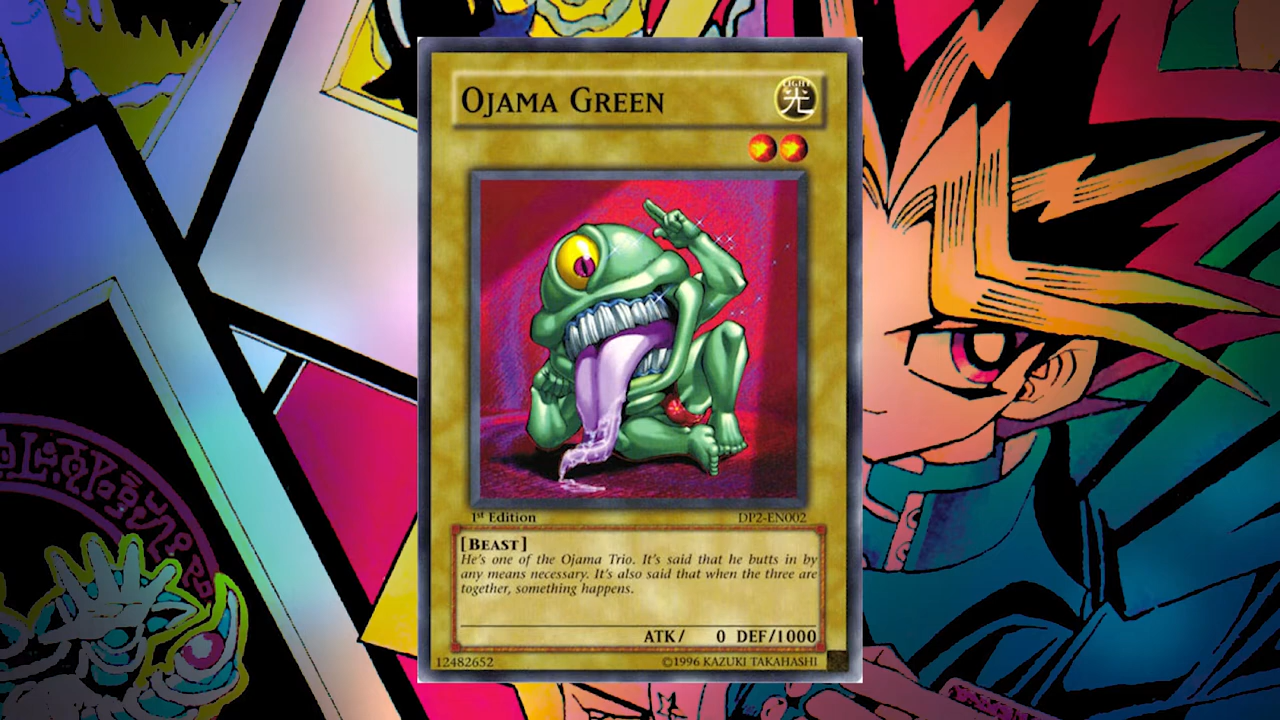 Ojama Green
LIGHT
光
1st Edition
DP2-EN002
[Beast]
He's one of the Ojama Trio. It's said that he butts in by
any means necessary. It's also said that when the three are
together, something happens.
ATK/ 0 DEF/1000
12482652
©1996 KAZUKI TAKAHASHI